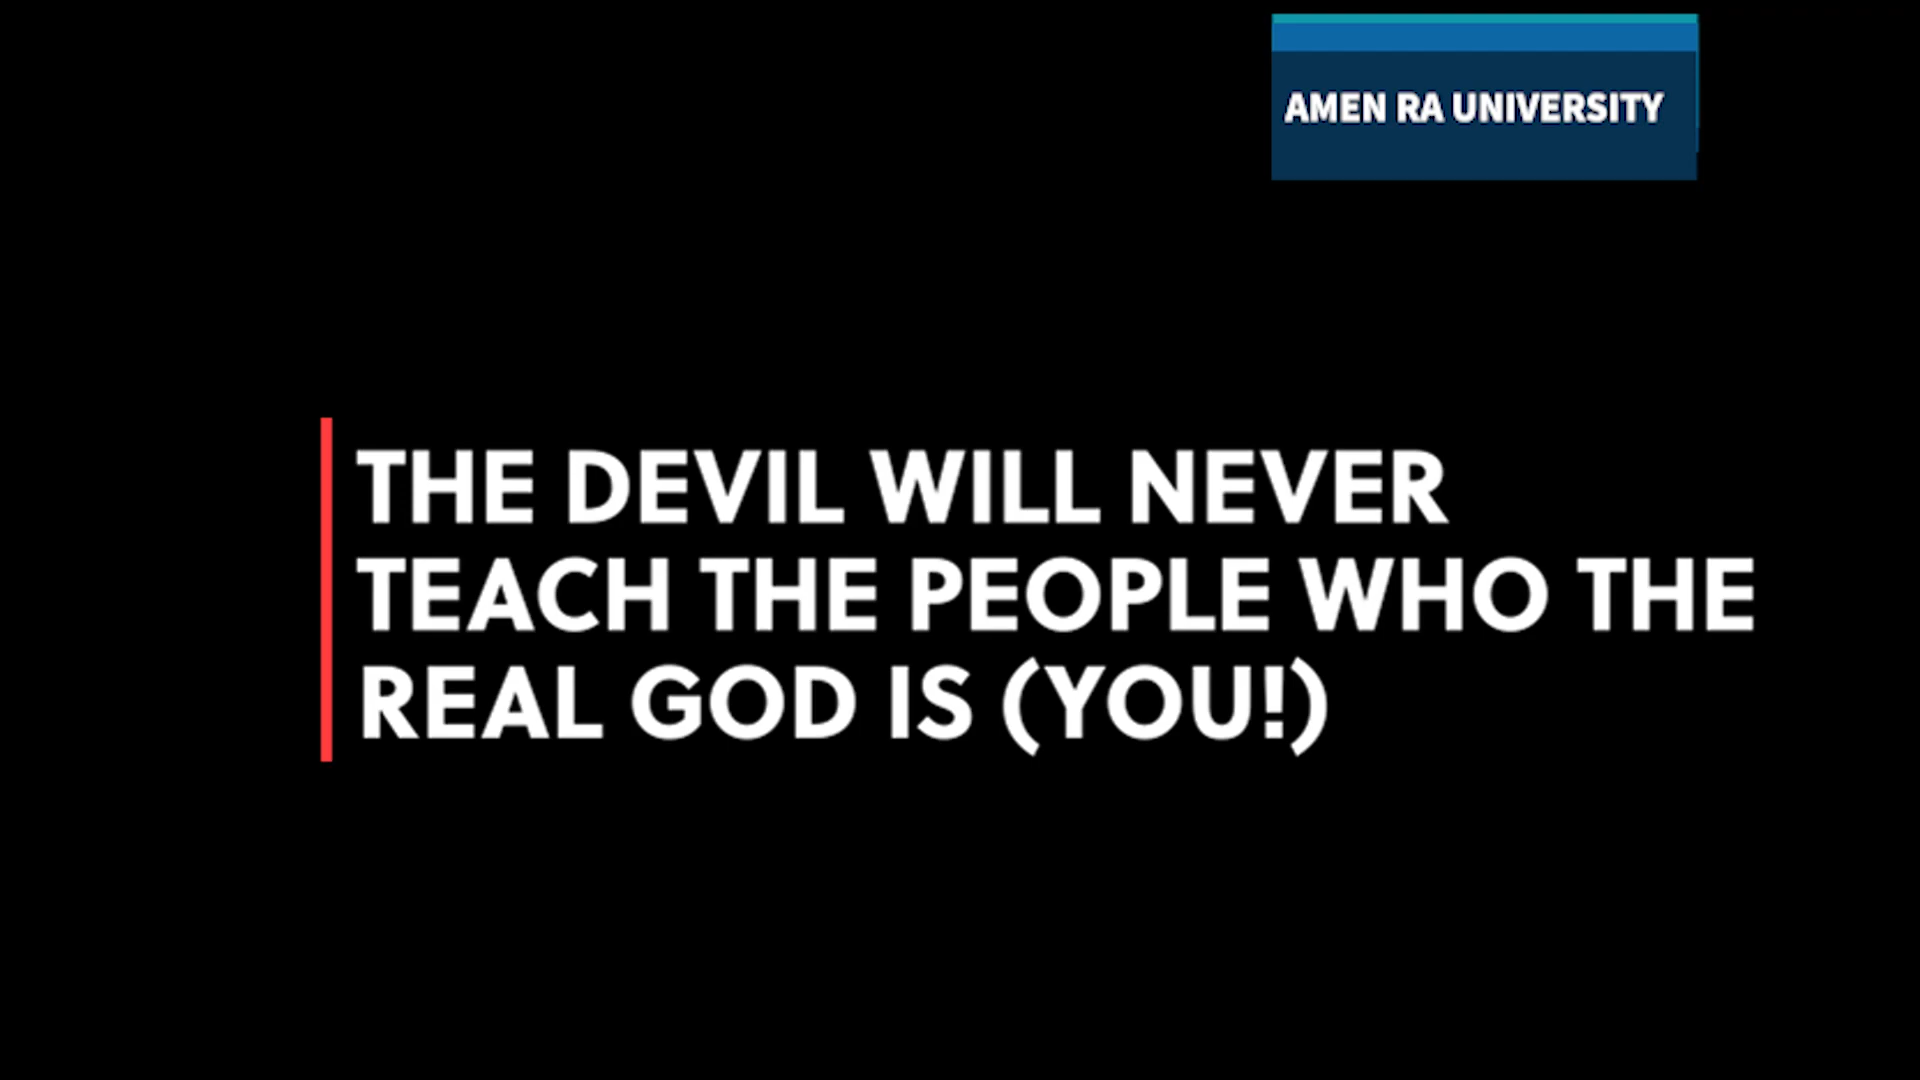 AMEN RA UNIVERSITY
THE DEVIL WILL NEVER
TEACH THE PEOPLE WHO THE
REAL GOD IS (YOU!)